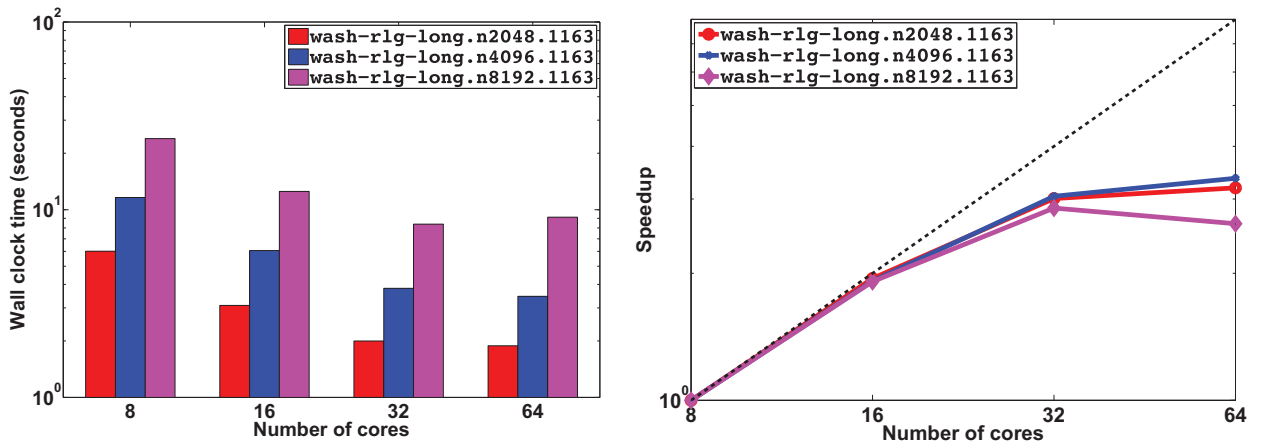 10^2
wash-rlg-long.n2048.1163
wash-rlg-long.n4096.1163
wash-rlg-long.n8192.1163
10^1
10^0
Wall clock time (seconds)
8 16 32 64
Number of cores
wash-rlg-long.n2048.1163
wash-rlg-long.n4096.1163
wash-rlg-long.n8192.1163
Speedup
10^0
8 16 32 64
Number of cores